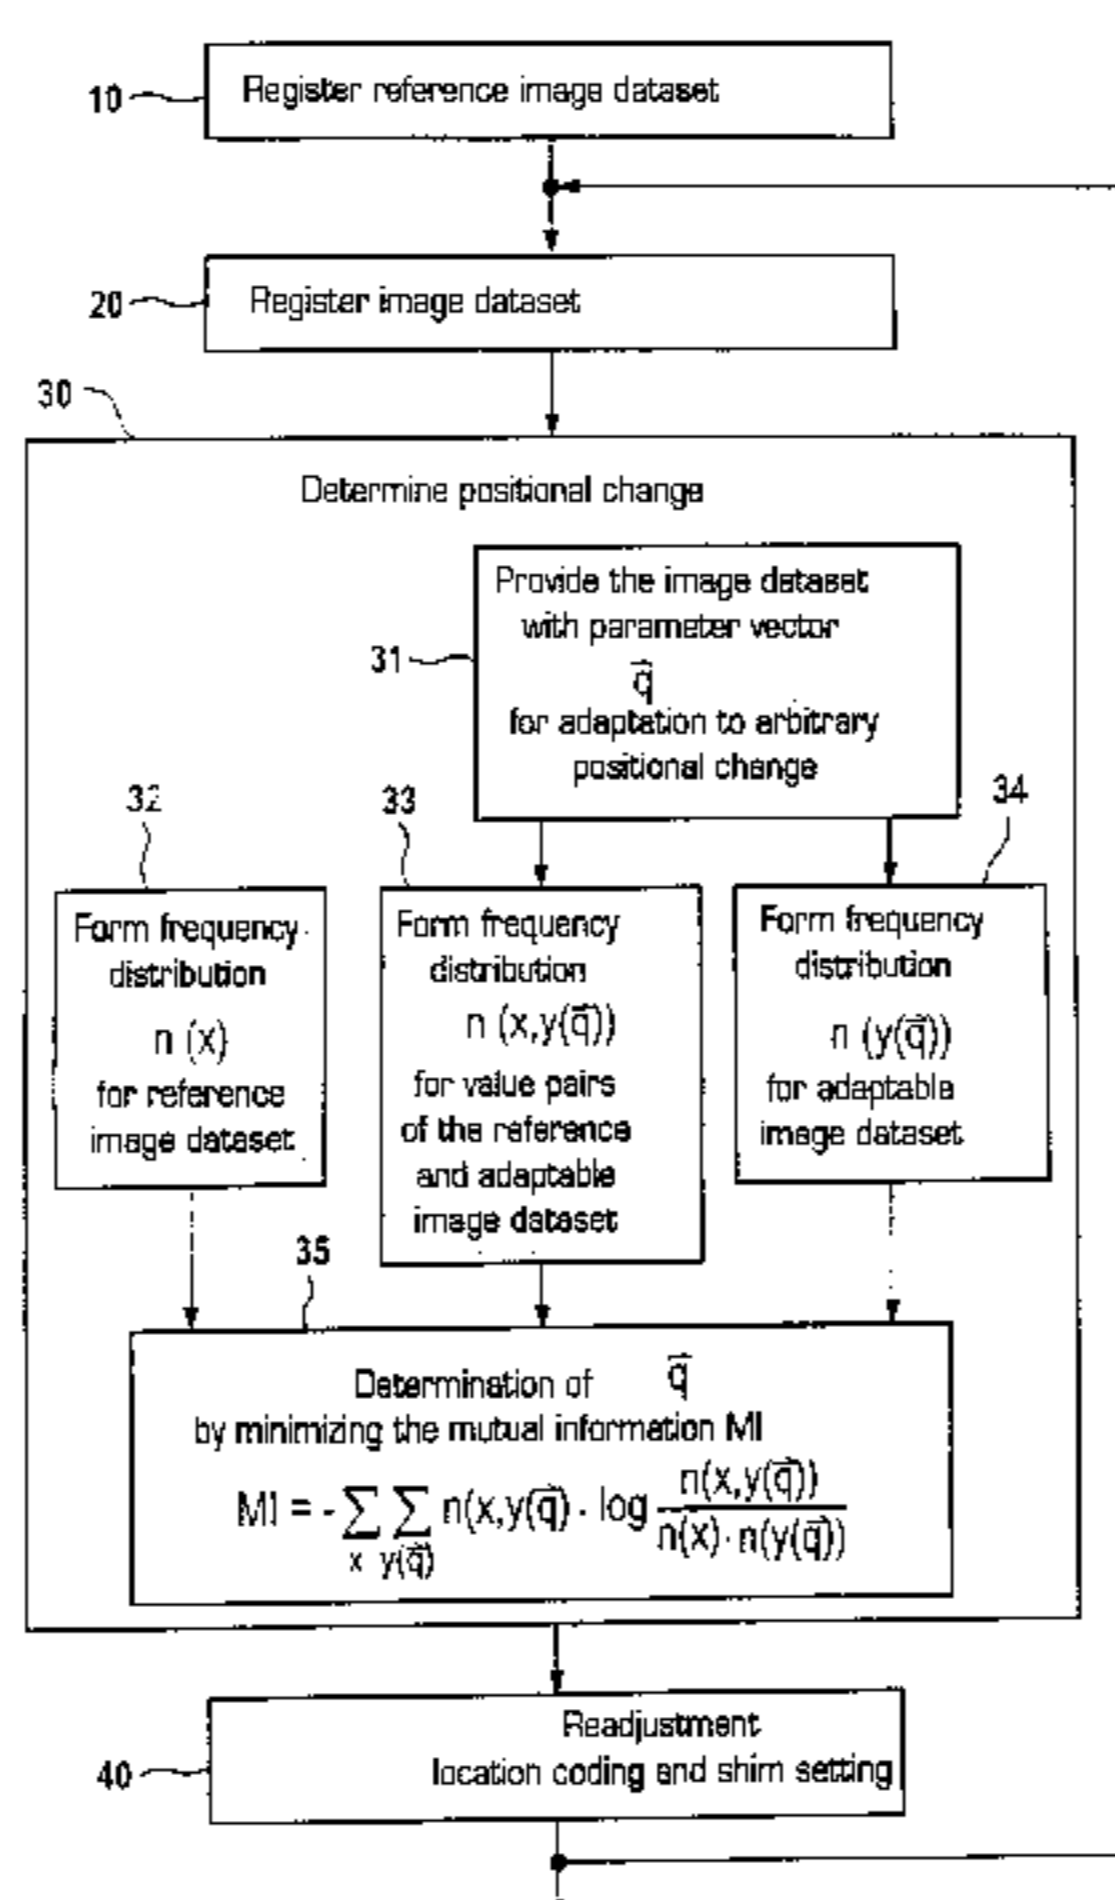 10
Register reference image dataset
20
Register image dataset
30
Determine positional change
31
Provide the image dataset
with parameter vector
q⃗
for adaptation to arbitrary
positional change
32
Form frequency
distribution
n (x)
for reference
image dataset
33
Form frequency
distribution
n (x,y(q⃗))
for value pairs
of the reference
and adaptable
image dataset
34
Form frequency
distribution
n (y(q⃗))
for adaptable
image dataset
35
Determination of q⃗
by minimizing the mutual information MI
MI = - ∑ ∑ n(x,y(q⃗) · log n(x,y(q⃗)) / n(x) · n(y(q⃗))
x y(q⃗)
40
Readjustment
location coding and shim setting